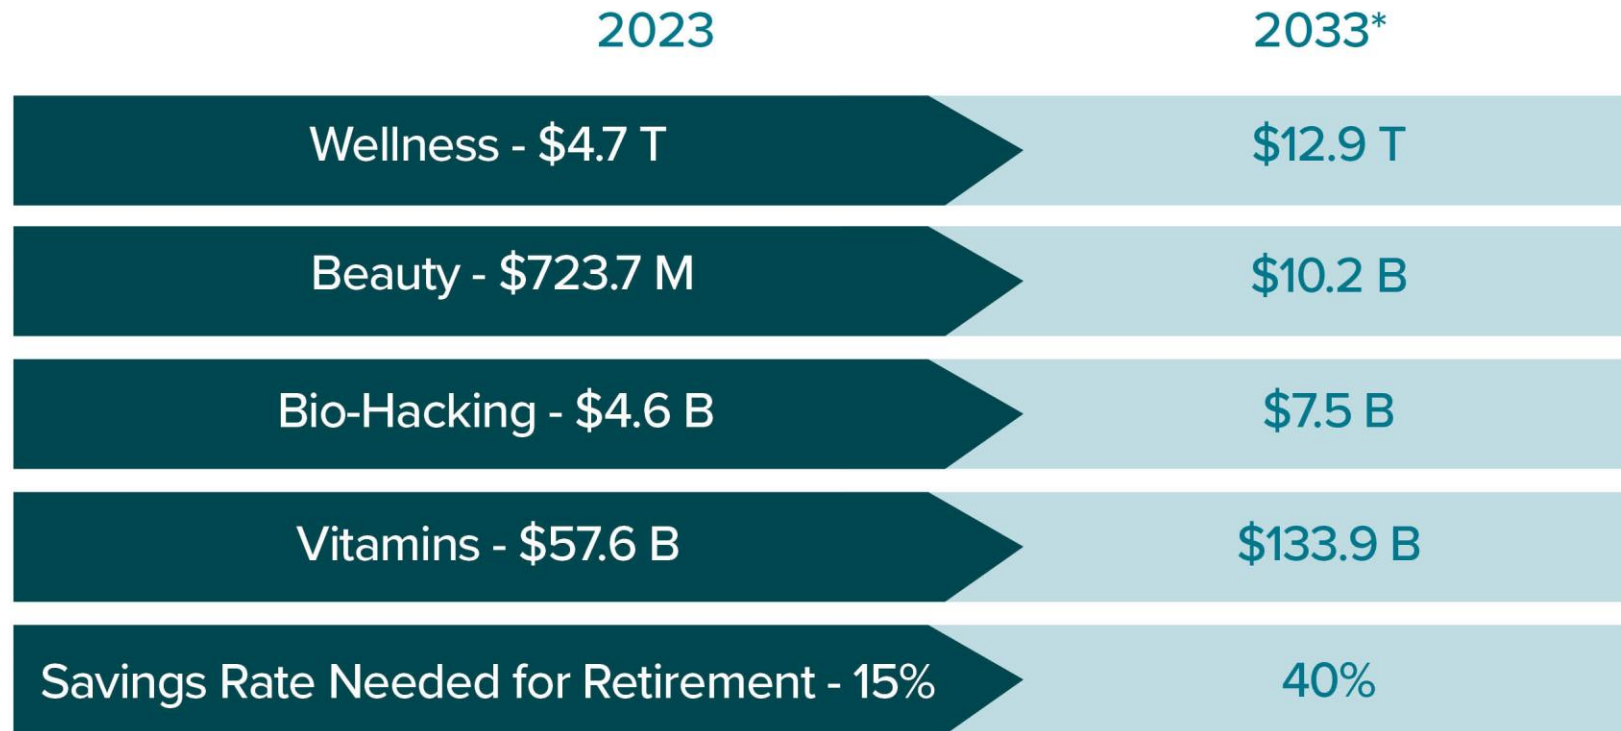 2023 2033*
Wellness - $4.7 T $12.9 T
Beauty - $723.7 M $10.2 B
Bio-Hacking - $4.6 B $7.5 B
Vitamins - $57.6 B $133.9 B
Savings Rate Needed for Retirement - 15% 40%